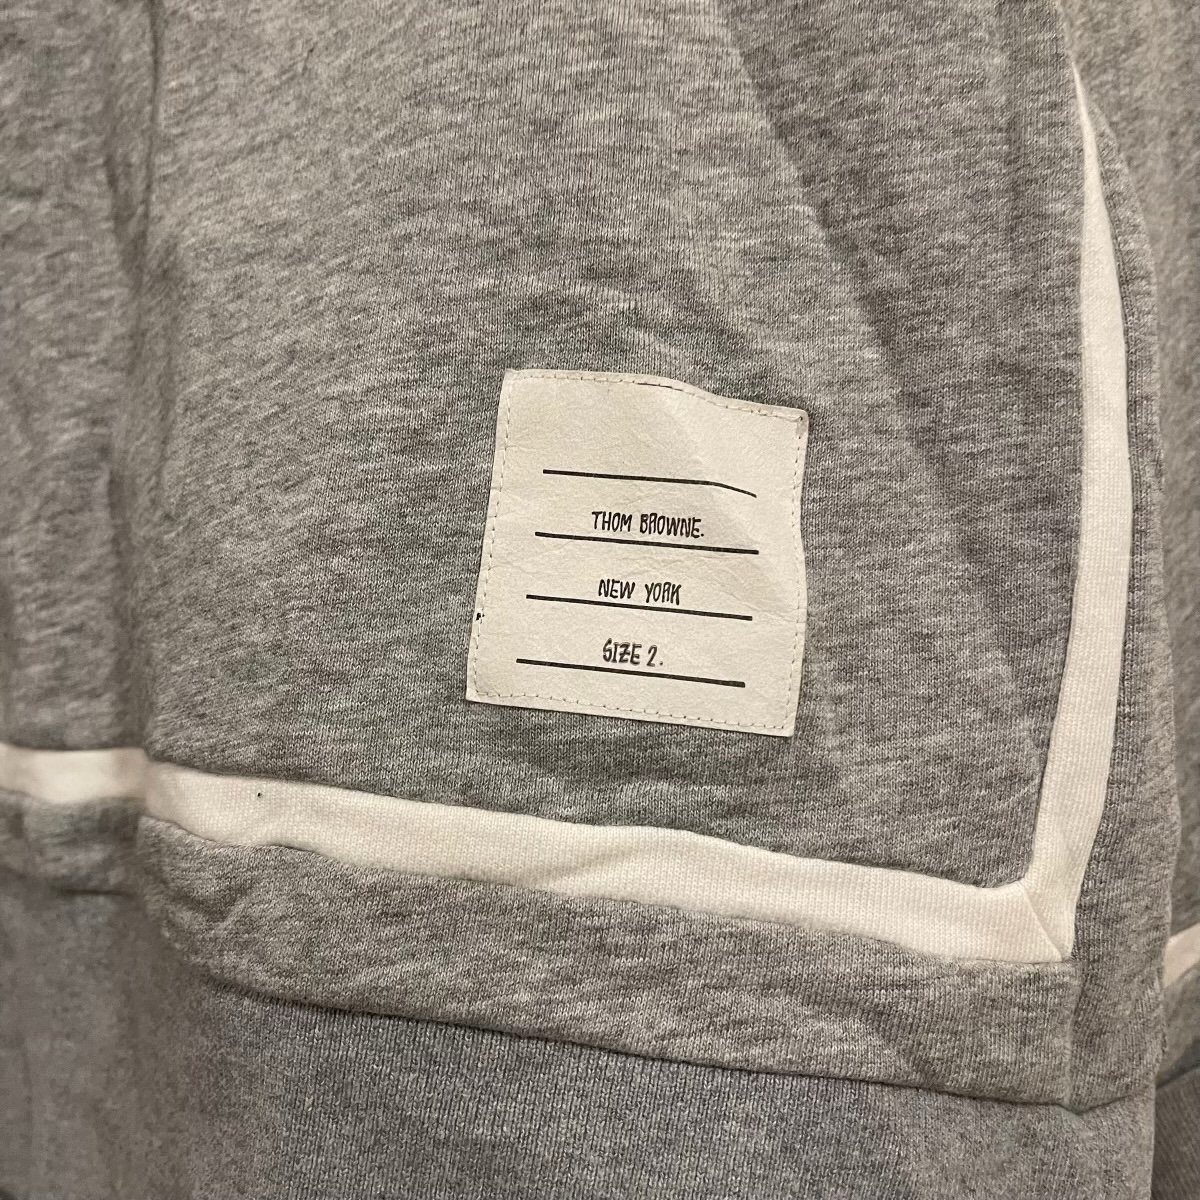 THOM BROWNE.
NEW YORK
SIZE 2.